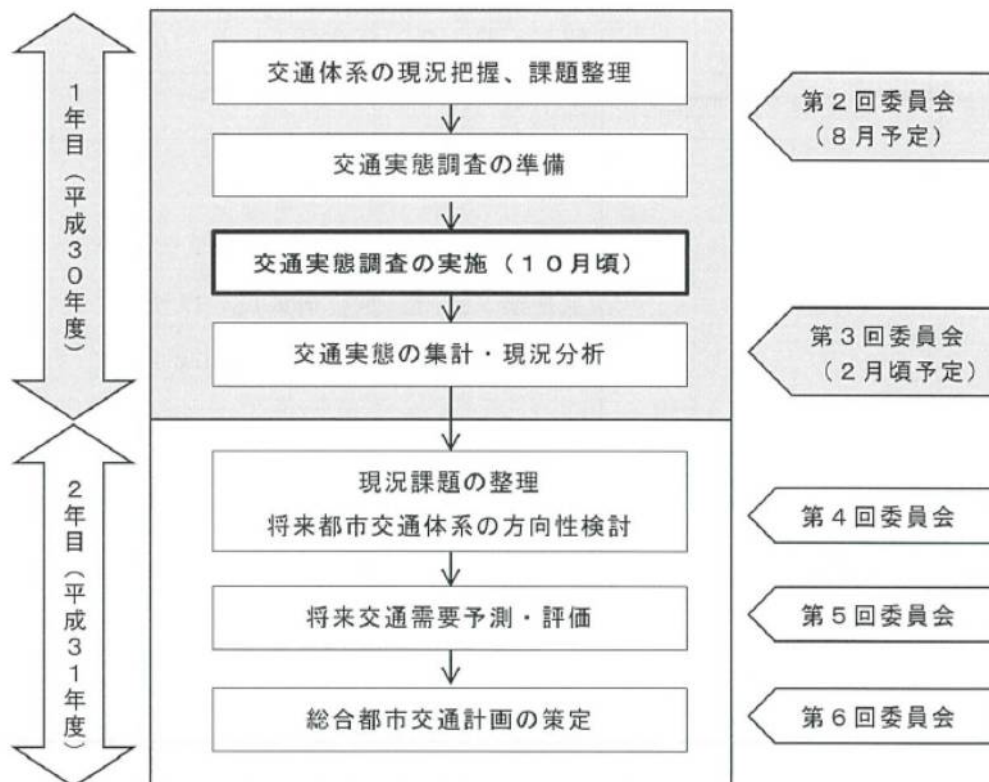 1年目（平成30年度）
交通体系の現況把握、課題整理
交通実態調査の準備
交通実態調査の実施（10月頃）
交通実態の集計・現況分析
第2回委員会
（8月予定）
第3回委員会
（2月頃予定）
2年目（平成31年度）
現況課題の整理
将来都市交通体系の方向性検討
将来交通需要予測・評価
総合都市交通計画の策定
第4回委員会
第5回委員会
第6回委員会